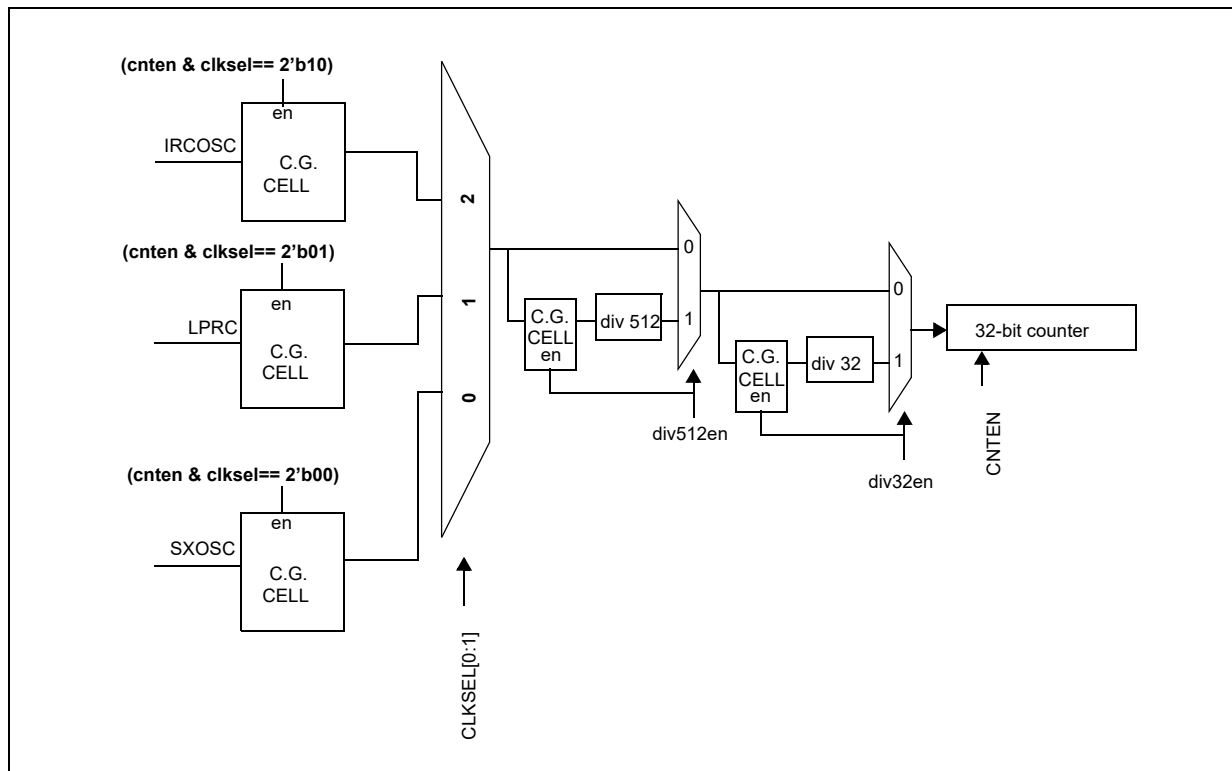 (cnten & clksel== 2'b10)
en
IRCOSC
C.G.
CELL
2
(cnten & clksel== 2'b01)
en
LPRC
C.G.
CELL
1
(cnten & clksel== 2'b00)
en
SXOSC
C.G.
CELL
0
CLKSEL[0:1]
C.G.
CELL
en
div 512
0
1
div512en
C.G.
CELL
en
div 32
0
1
div32en
32-bit counter
CNTEN